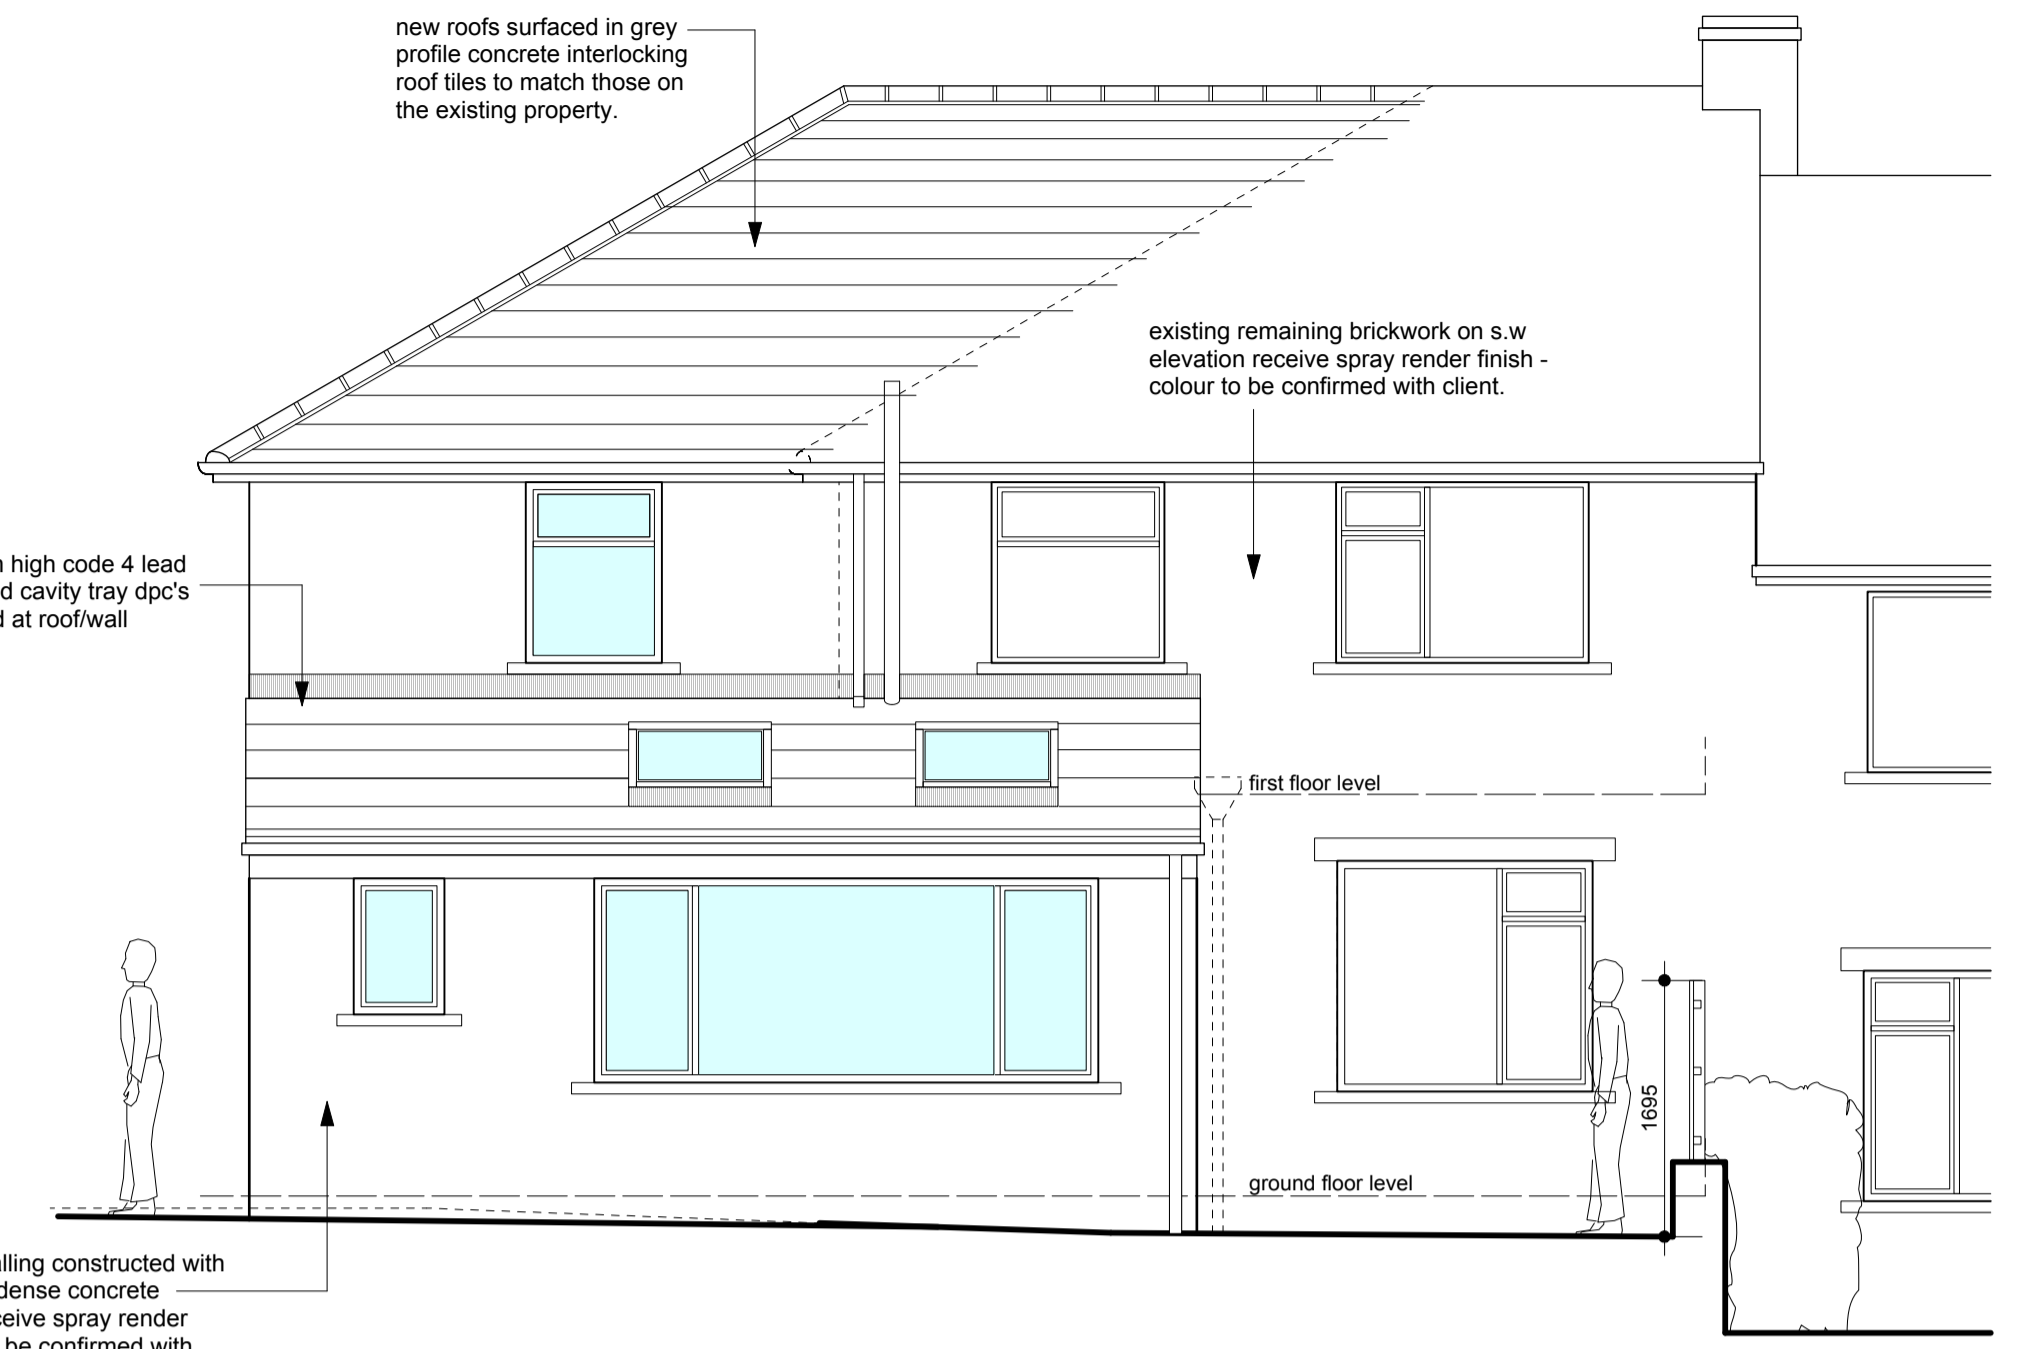 new roofs surfaced in grey
profile concrete interlocking
roof tiles to match those on
the existing property.
existing remaining brickwork on s.w
elevation receive spray render finish -
colour to be confirmed with client.
high code 4 lead
cavity tray dpc's
at roof/wall
first floor level
1695
ground floor level
constructed with
dense concrete
spray render
be confirmed with